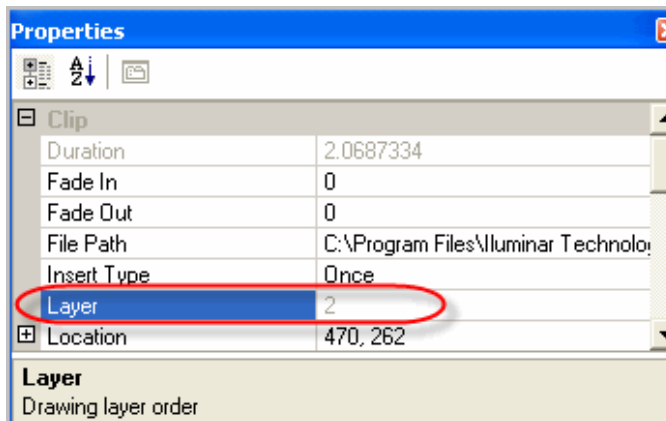 Properties
Clip
Duration 2.0687334
Fade In 0
Fade Out 0
File Path C:\Program Files\Iluminar
Insert Type Once
Layer 2
Location 470, 262
Layer
Drawing layer order